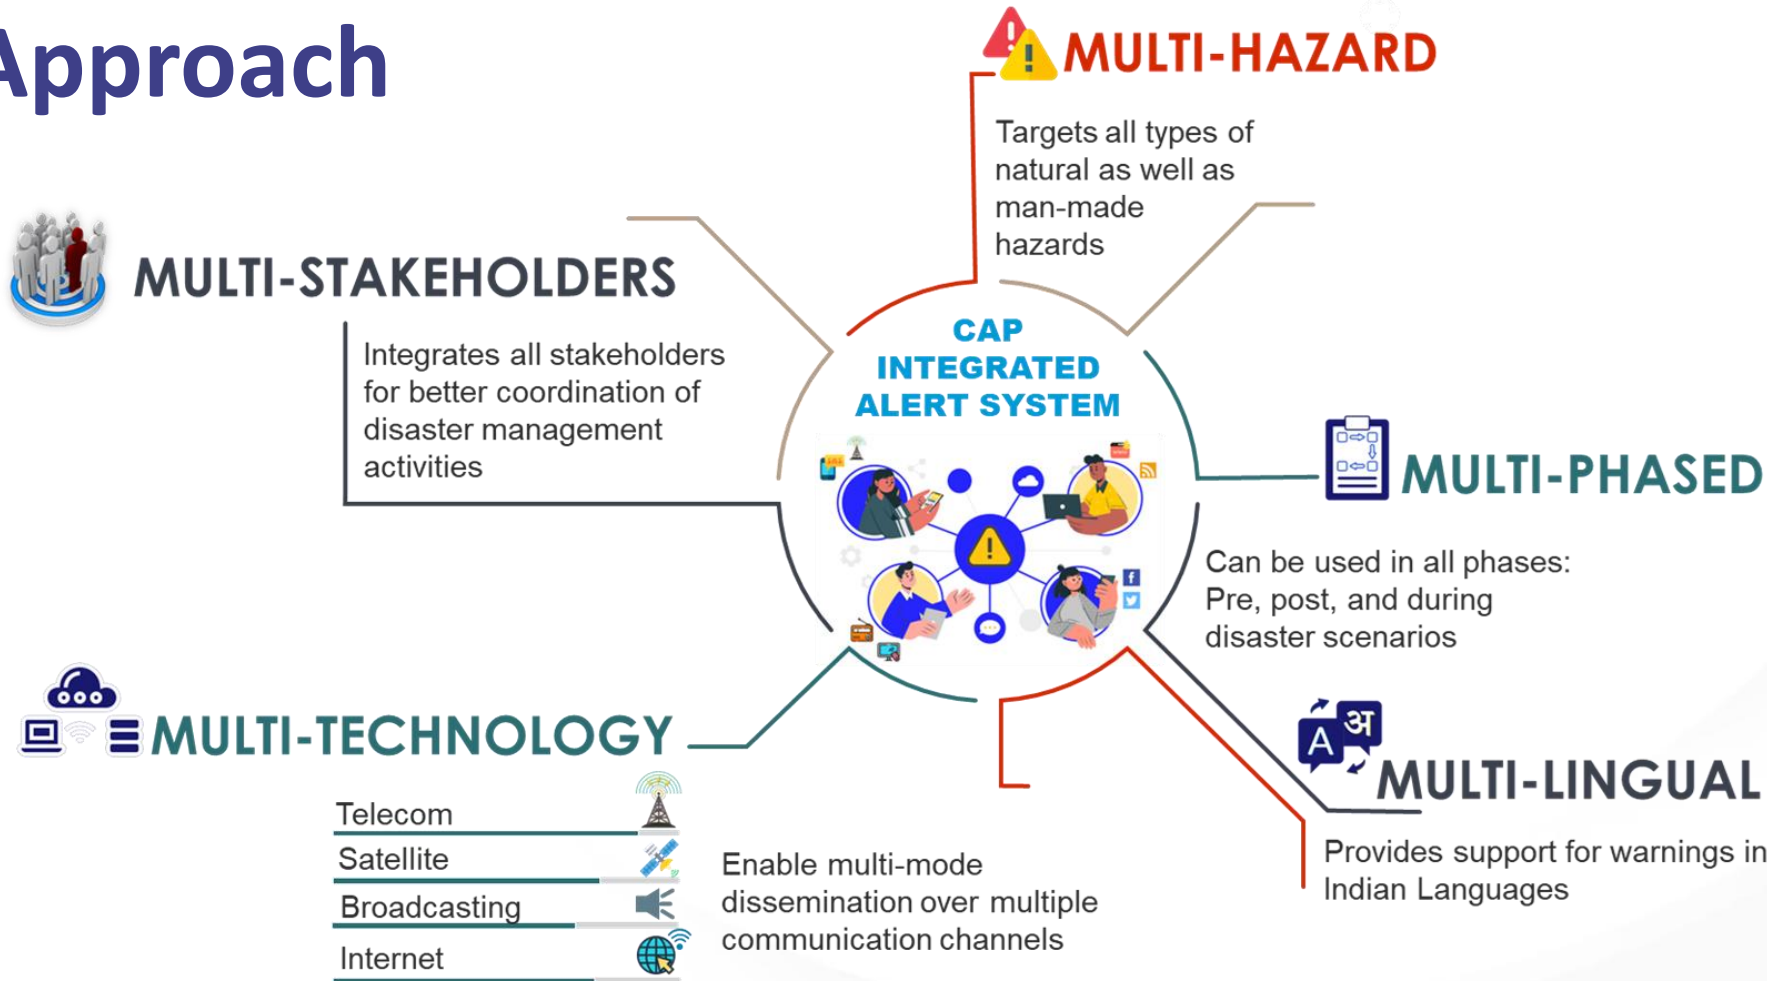 Approach
MULTI-HAZARD
Targets all types of
natural as well as
man-made
hazards
MULTI-STAKEHOLDERS
Integrates all stakeholders
for better coordination of
disaster management
activities
CAP
INTEGRATED
ALERT SYSTEM
MULTI-PHASED
Can be used in all phases:
Pre, post, and during
disaster scenarios
MULTI-TECHNOLOGY
Telecom
Satellite
Broadcasting
Internet
Enable multi-mode
dissemination over multiple
communication channels
A अ
MULTI-LINGUAL
Provides support for warnings in
Indian Languages